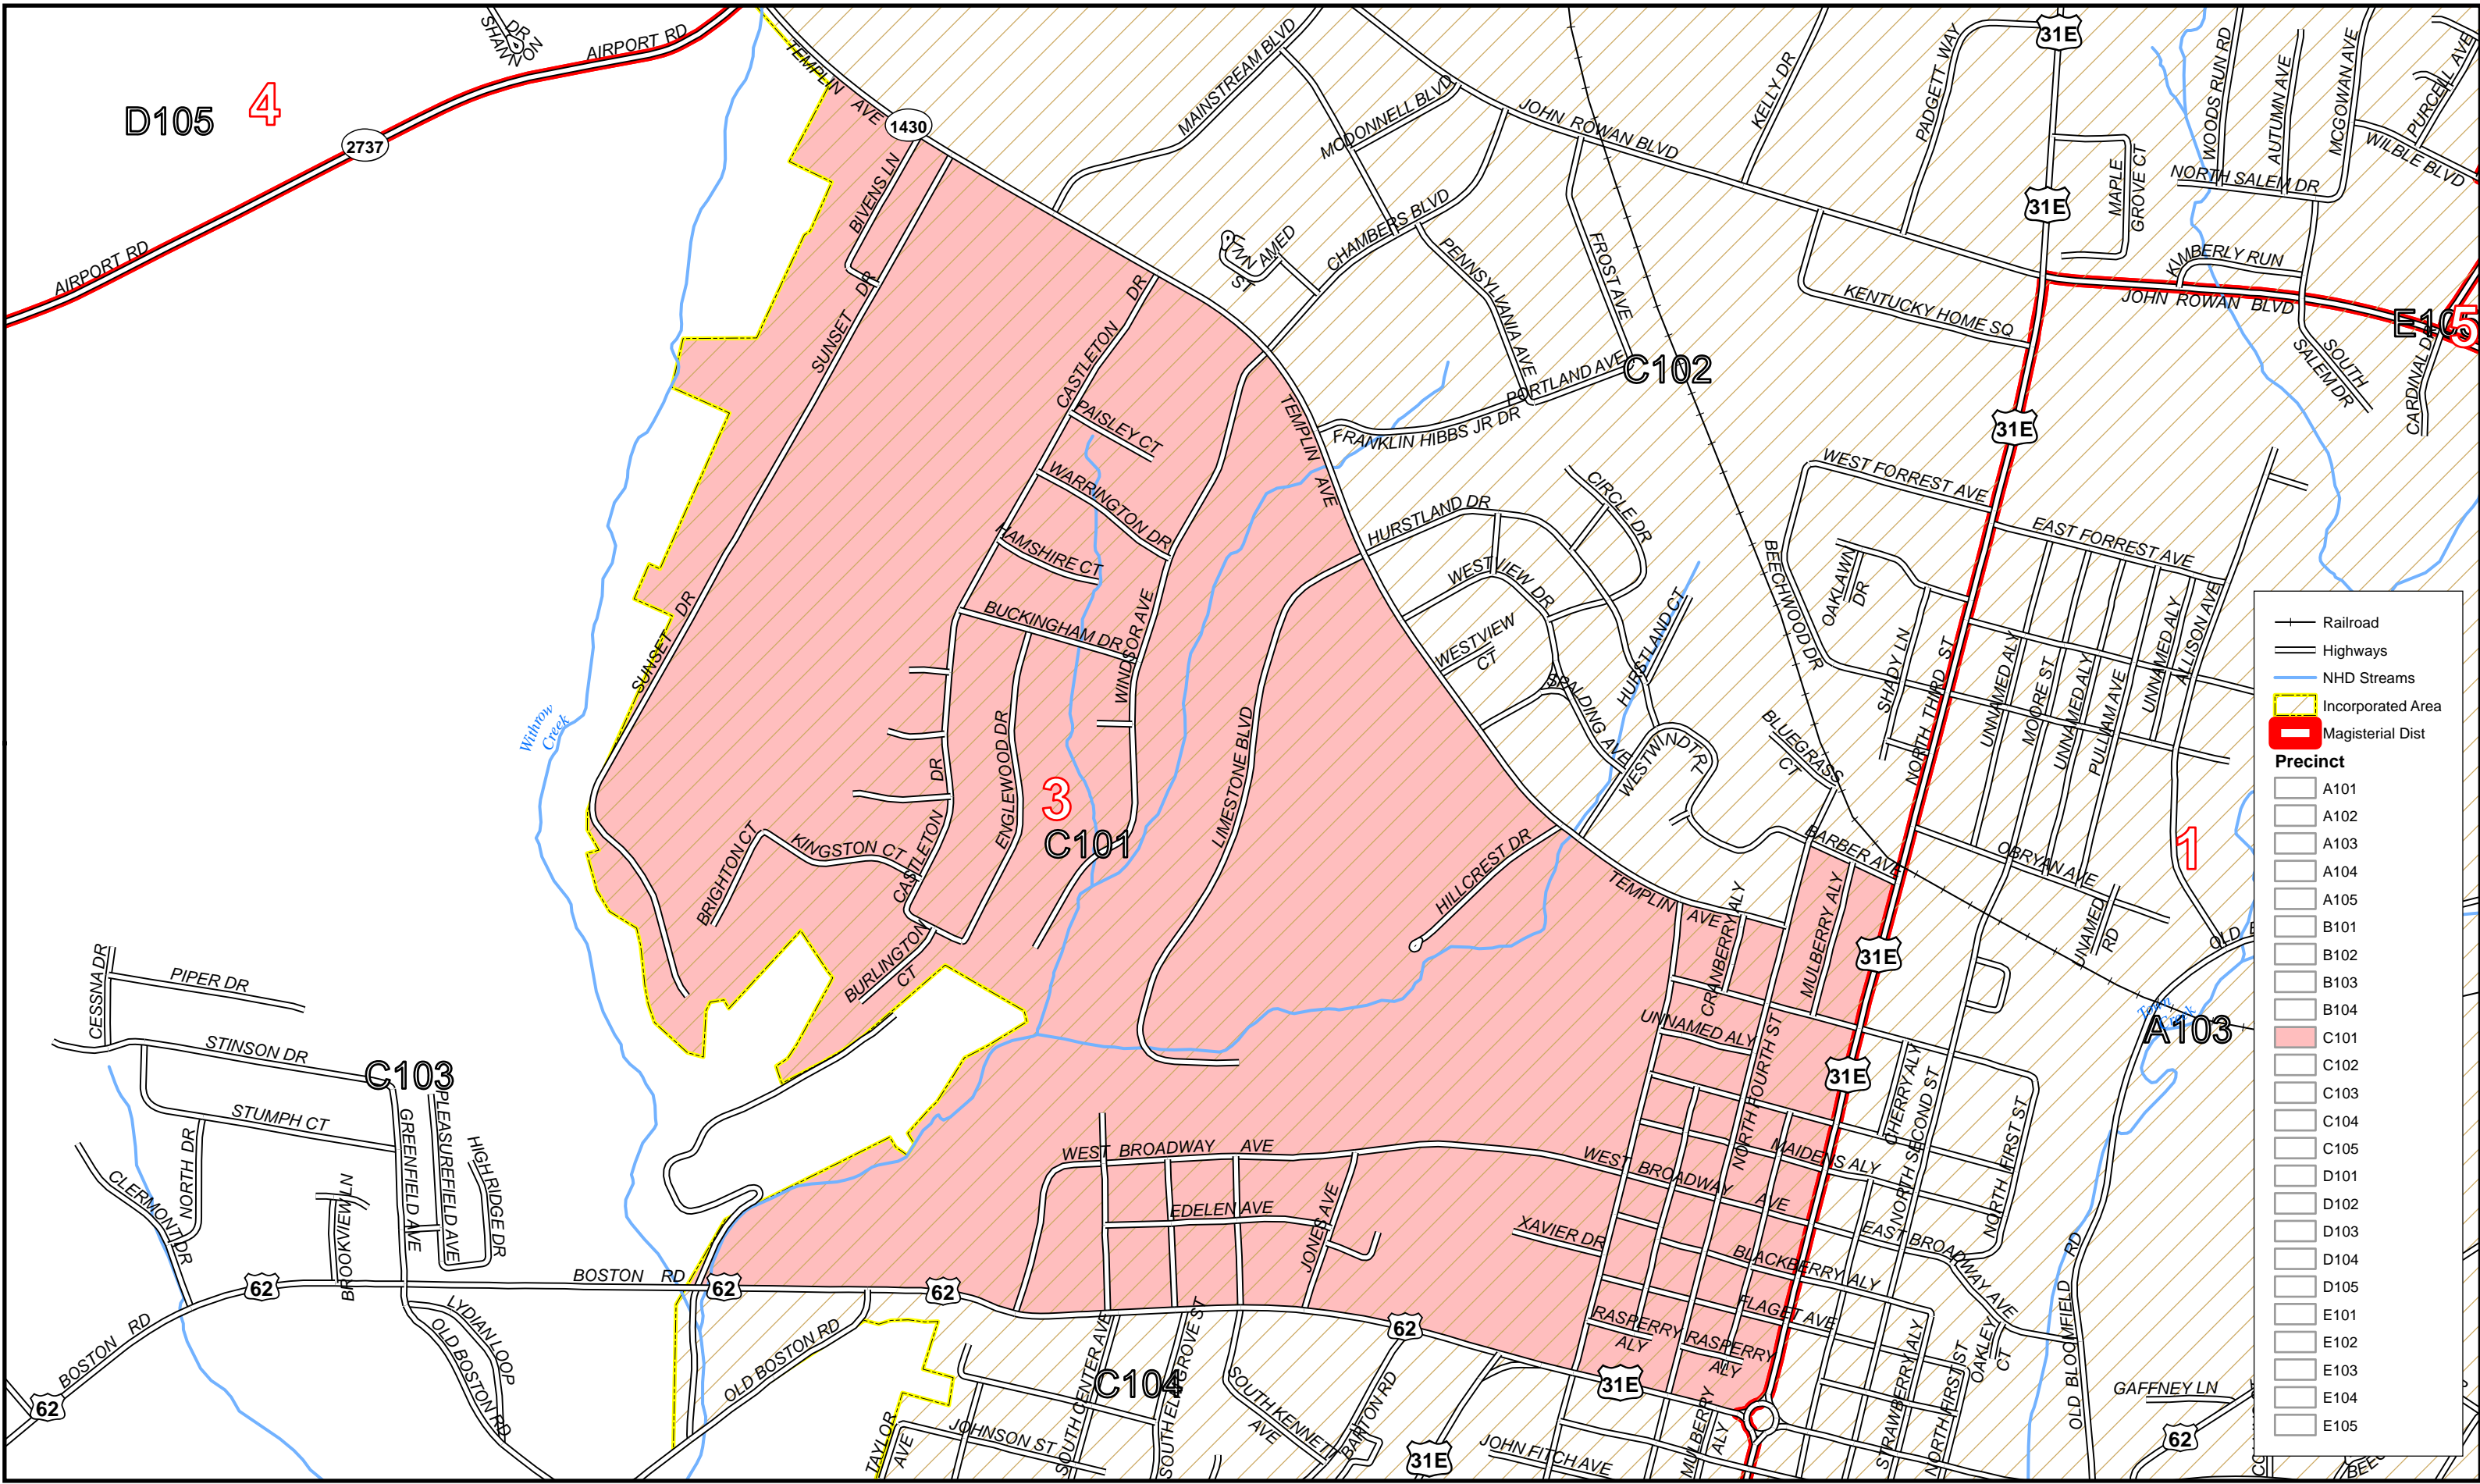 SHANNON
DR
AIRPORT RD
TEMPLIN AVE
MAINSTREAM BLVD
31E
PADGETT WAY
KELLY DR
WOODS RUN RD
AUTUMN AVE
MCGOWAN AVE
PURCELL AVE
D105
4
2737
1430
MCDONNELL BLVD
JOHN ROWAN BLVD
WILBLE BLVD
BIVENS LN
MAPLE
GROVE CT
NORTH SALEM DR
31E
AIRPORT RD
CHAMBERS BLVD
FROST AVE
PENNSYLVANIA AVE
KIMBERLY RUN
SUNSET DR
CASTLETON DR
KENTUCKY HOME SQ
JOHN ROWAN BLVD
5
C102
PORTLAND AVE
SOUTH
SALEM DR
CARDINAL DR
PAISLEY CT
TEMPLIN AVE
FRANKLIN HIBBS JR DR
31E
WARRINGTON DR
WEST FORREST AVE
CIRCLE DR
HURSTLAND DR
EAST FORREST AVE
HAMSHIRE CT
BEECHWOOD DR
OAKLAWN
DR
WESTVIEW DR
HURSTLAND CT
BUCKINGHAM DR
WINDSOR AVE
WESTVIEW
CT
SUNSET DR
SHADY LN
NORTH THIRD ST
UNNAMED ALY
MOORE ST
UNNAMED ALY
PULLIAM AVE
UNNAMED ALY
ALLISON AVE
SPALDING AVE
Withrow
Creek
ENGLEWOOD DR
LIMESTONE BLVD
BLUEGRASS
CT
3
C101
BRIGHTON CT
KINGSTON CT
CASTLETON DR
BARBER AVE
OBRYAN AVE
1
HILLCREST DR
TEMPLIN AVE
CRANBERRY ALY
MULBERRY ALY
UNAMED
RD
BURLINGTON
CT
31E
CESSNA DR
PIPER DR
UNNAMED ALY
Town
Creek
A103
STINSON DR
C103
NORTH FOURTH ST
31E
CHERRY ALY
NORTH SECOND ST
NORTH FIRST ST
STUMPH CT
GREENFIELD AVE
PLEASUREFIELD AVE
HIGH RIDGE DR
NORTH DR
CLERMONT DR
BROOKVIEW LN
WEST BROADWAY AVE
WEST BROADWAY AVE
MAIDENS ALY
EDELEN AVE
JONES AVE
XAVIER DR
BLACKBERRY ALY
EAST BROADWAY AVE
OLD BLOOMFIELD RD
BOSTON RD
62
62
62
BOSTON RD
LYDIAN LOOP
OLD BOSTON RD
OLD BOSTON RD
62
FLAGET AVE
RASPERRY
ALY
RASPERRY
ALY
OAKLEY
CT
SOUTH CENTER AVE
SOUTH ELMGROVE ST
C104
SOUTH KENNETT
AVE
BARTON RD
31E
STRAWBERRY ALY
NORTH FIRST ST
GAFFNEY LN
62
TAYLOR
AVE
JOHNSON ST
31E
JOHN FITCH AVE
MULBERRY
ALY
62
Railroad
Highways
NHD Streams
Incorporated Area
Magisterial Dist
Precinct
A101
A102
A103
A104
A105
B101
B102
B103
B104
C101
C102
C103
C104
C105
D101
D102
D103
D104
D105
E101
E102
E103
E104
E105